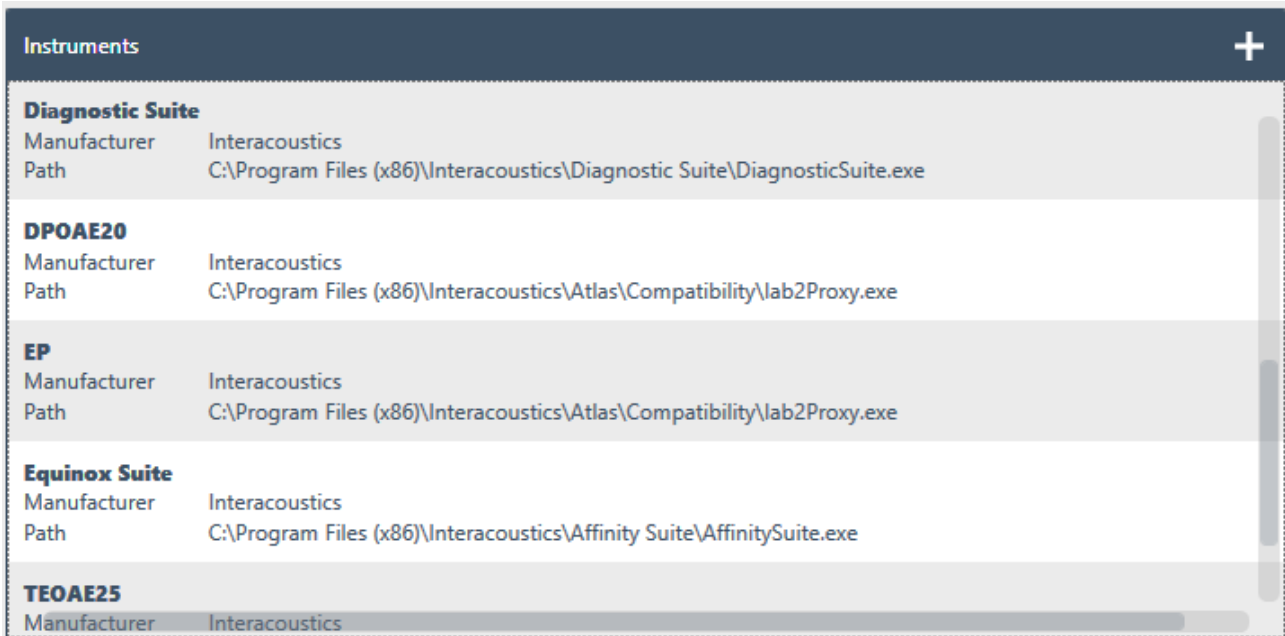 Instruments
Diagnostic Suite
Manufacturer Interacoustics
Path C:\Program Files (x86)\Interacoustics\Diagnostic Suite\DiagnosticSuite.exe
DPOAE20
Manufacturer Interacoustics
Path C:\Program Files (x86)\Interacoustics\Atlas\Compatibility\Iab2Proxy.exe
EP
Manufacturer Interacoustics
Path C:\Program Files (x86)\Interacoustics\Atlas\Compatibility\Iab2Proxy.exe
Equinox Suite
Manufacturer Interacoustics
Path C:\Program Files (x86)\Interacoustics\Affinity Suite\AffinitySuite.exe
TEOAE25
Manufacturer Interacoustics